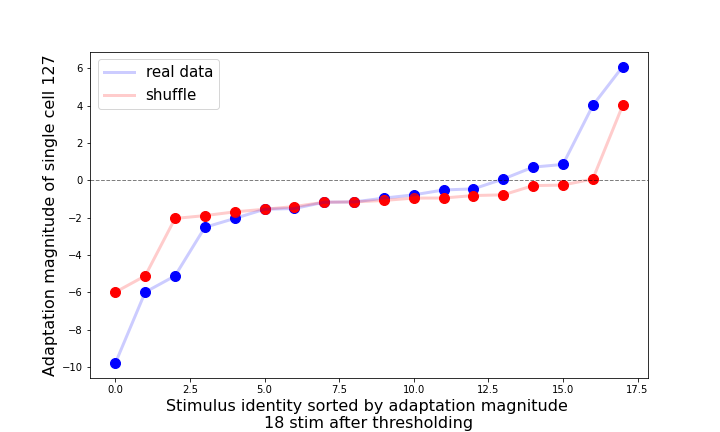 real data
shuffle
6
4
2
0
−2
−4
−6
−8
−10
Adaptation magnitude of single cell 127
0.0 2.5 5.0 7.5 10.0 12.5 15.0 17.5
Stimulus identity sorted by adaptation magnitude
18 stim after thresholding